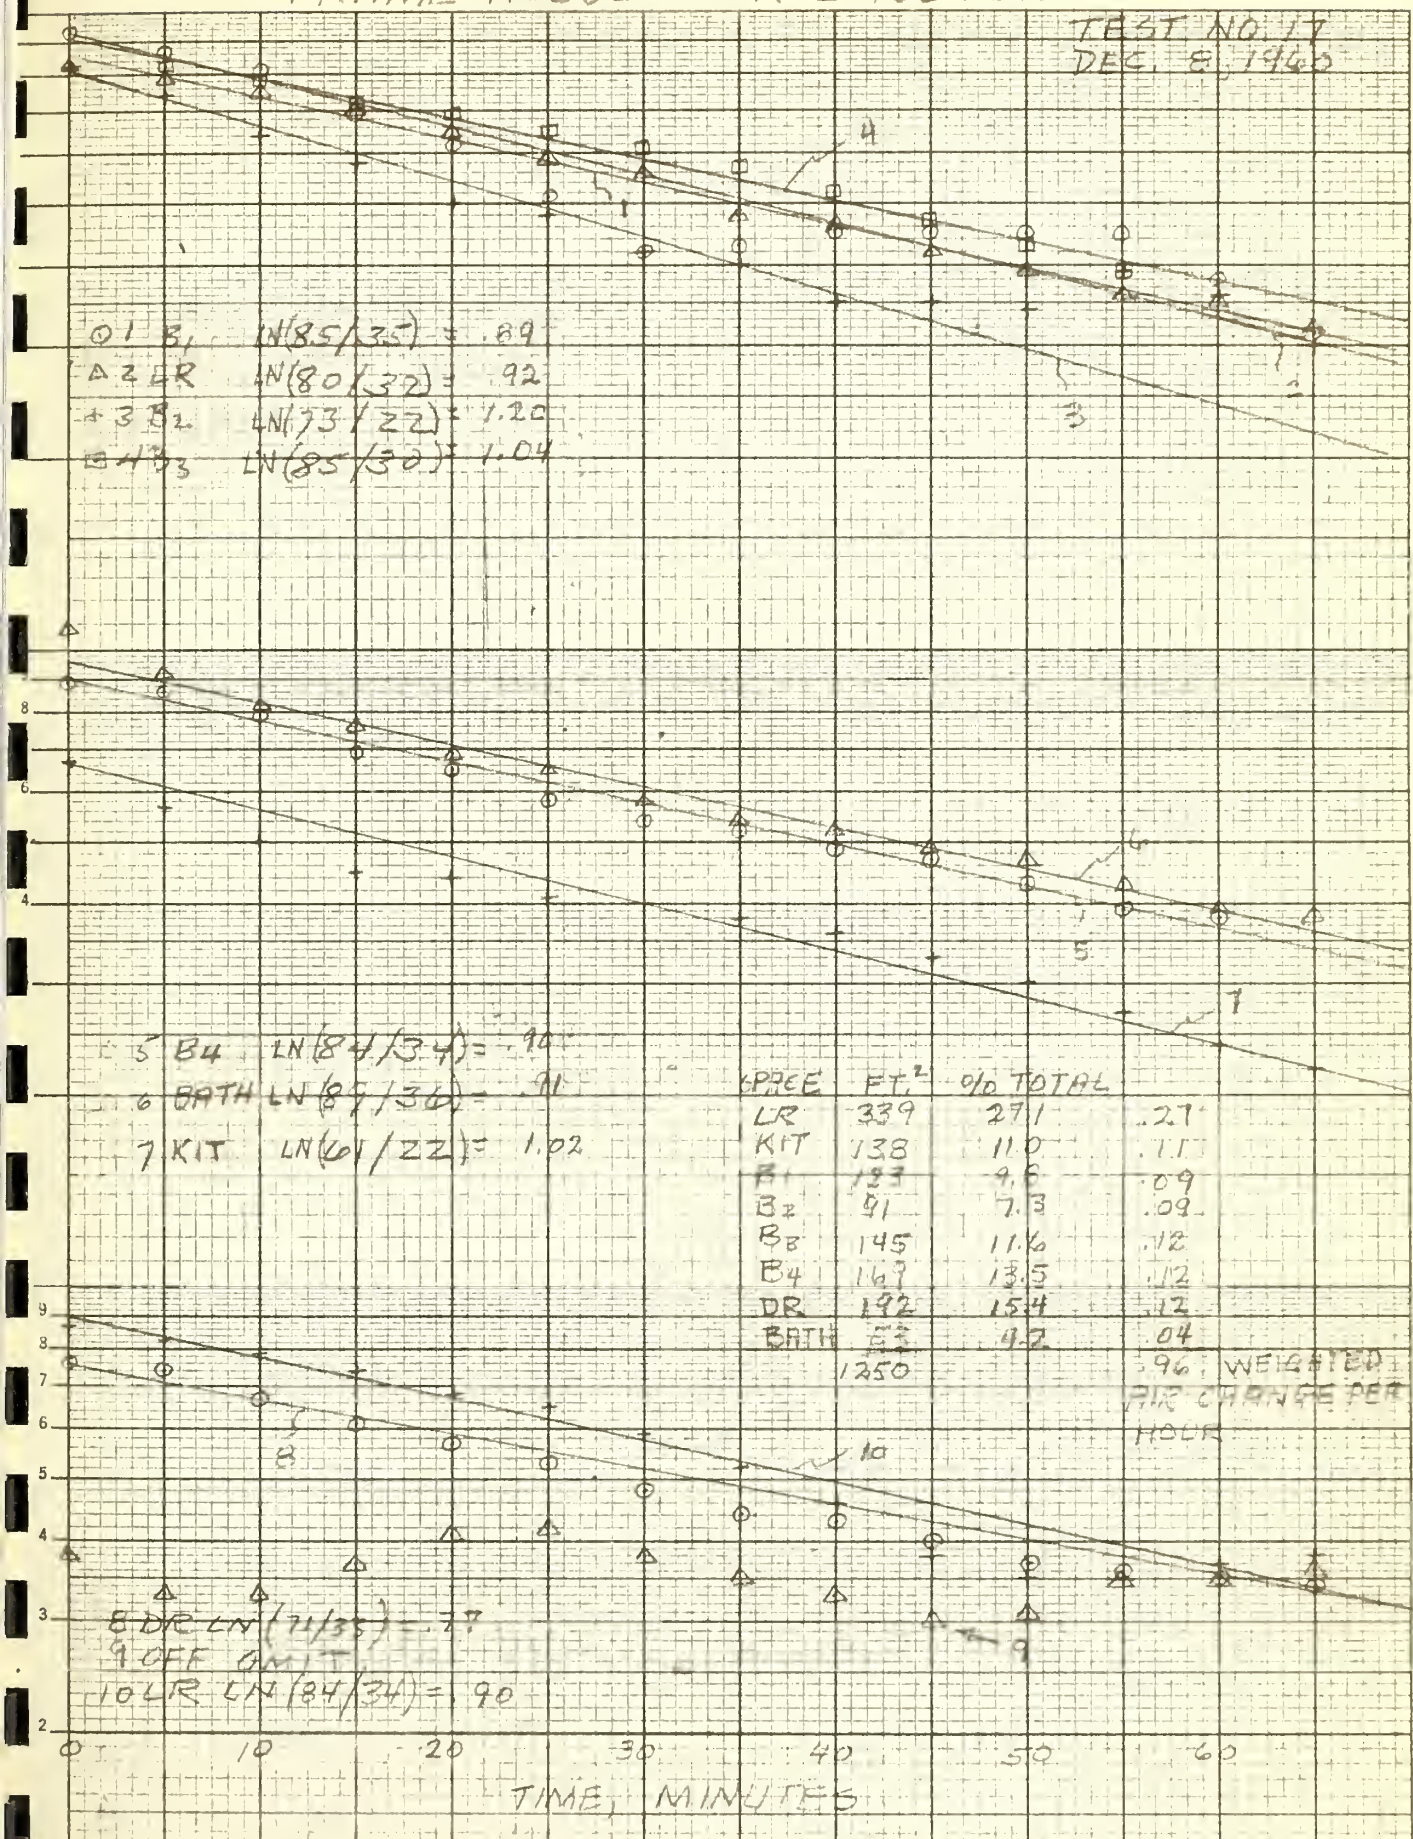 TEST NO. 17
DEC. 8, 1960
4
1
2
3
⊙ 1 B1 LN(85/35) = .89
△ 2 LR LN(80/32) = .92
+ 3 B2 LN(73/22) = 1.20
⊡ 4 B3 LN(85/30) = 1.04
8
6
4
6
5
7
5 B4 LN(84/34) = .90
6 BATH LN(89/36) = .91
7 KIT LN(61/22) = 1.02
FT.² % TOTAL
LR 339 27.1 .27
KIT 138 11.0 .11
B1 123 9.8 .09
B2 91 7.3 .09
B3 145 11.6 .12
B4 169 13.5 .12
DR 192 15.4 .12
BATH 53 4.2 .04
1250 .96 WEIGHTED
AIR CHANGE PER
HOUR
9
8
7
6
5
4
3
2
8
10
9
8 DR LN (71/33) = .77
9 OFF OMIT
10 LR LN (84/34) = .90
0 10 20 30 40 50 60
TIME, MINUTES